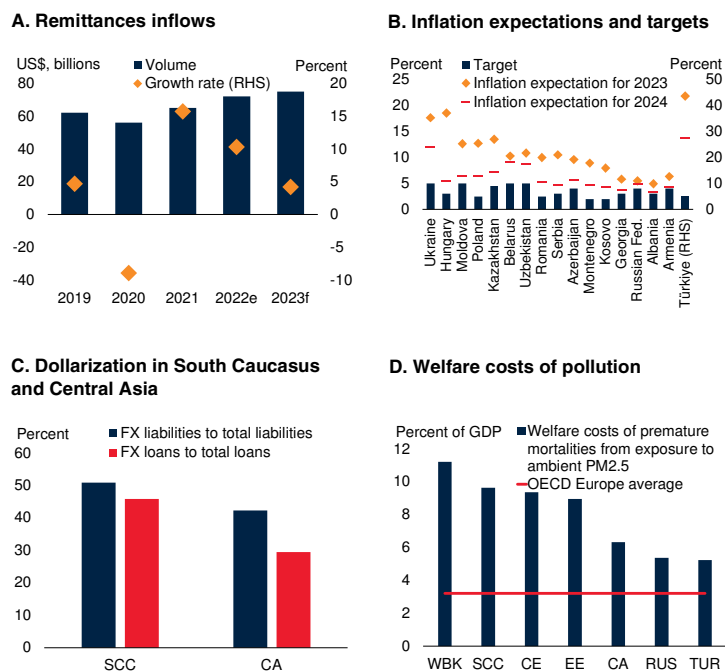 A. Remittances inflows
US$, billions
Volume
Growth rate (RHS)
Percent
80
60
40
20
0
-20
-40
20
15
10
5
0
-5
-10
2019 2020 2021 2022e 2023f
B. Inflation expectations and targets
Percent
Target
Inflation expectation for 2023
Inflation expectation for 2024
Percent
25
20
15
10
5
0
50
40
30
20
10
0
Ukraine
Hungary
Moldova
Poland
Kazakhstan
Belarus
Uzbekistan
Romania
Serbia
Azerbaijan
Montenegro
Kosovo
Georgia
Russian Fed.
Albania
Armenia
Türkiye (RHS)
C. Dollarization in South Caucasus
and Central Asia
Percent
FX liabilities to total liabilities
FX loans to total loans
60
50
40
30
20
10
0
SCC CA
D. Welfare costs of pollution
Percent of GDP
Welfare costs of premature
mortalities from exposure to
ambient PM2.5
OECD Europe average
12
10
8
6
4
2
0
WBK SCC CE EE CA RUS TUR